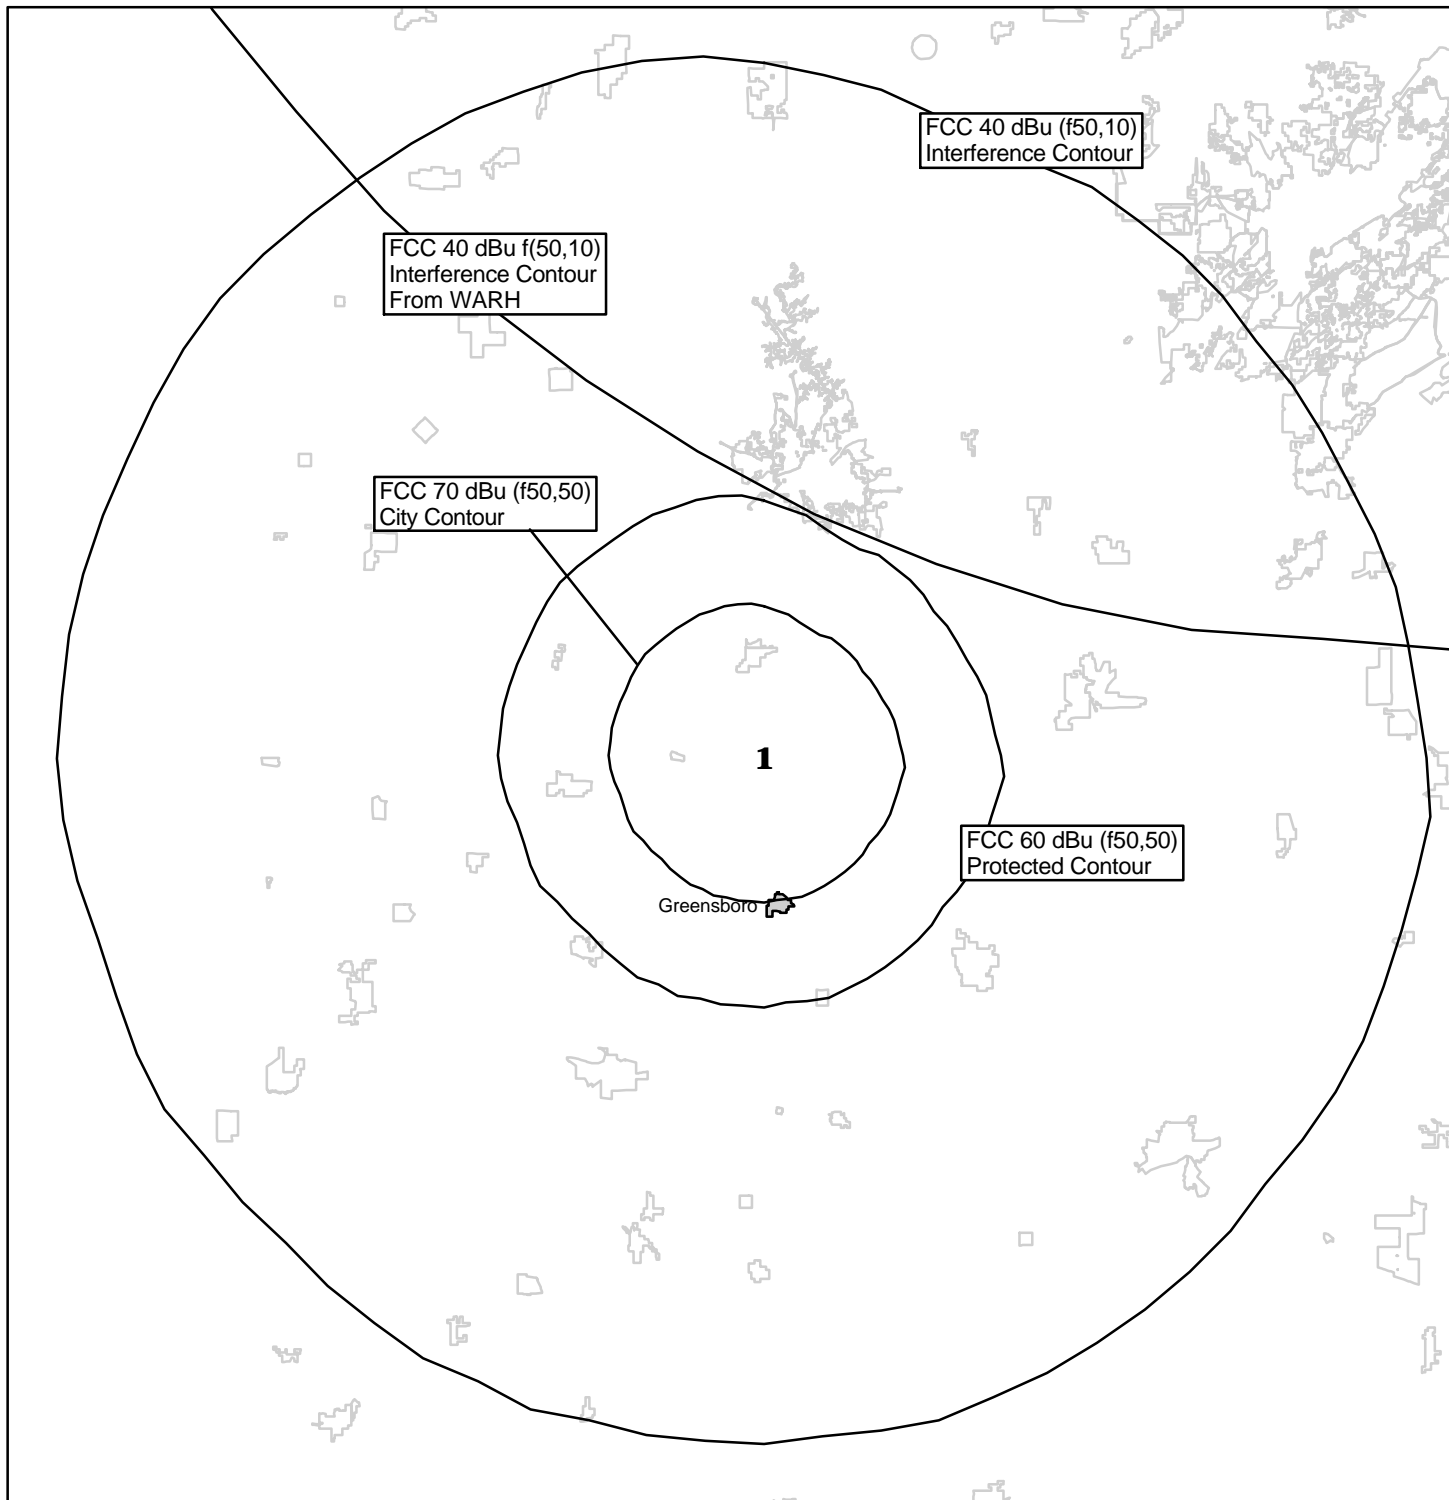 FCC 40 dBu (f50,10)
Interference Contour
FCC 40 dBu f(50,10)
Interference Contour
From WARH
FCC 70 dBu (f50,50)
City Contour
1
FCC 60 dBu (f50,50)
Protected Contour
Greensboro